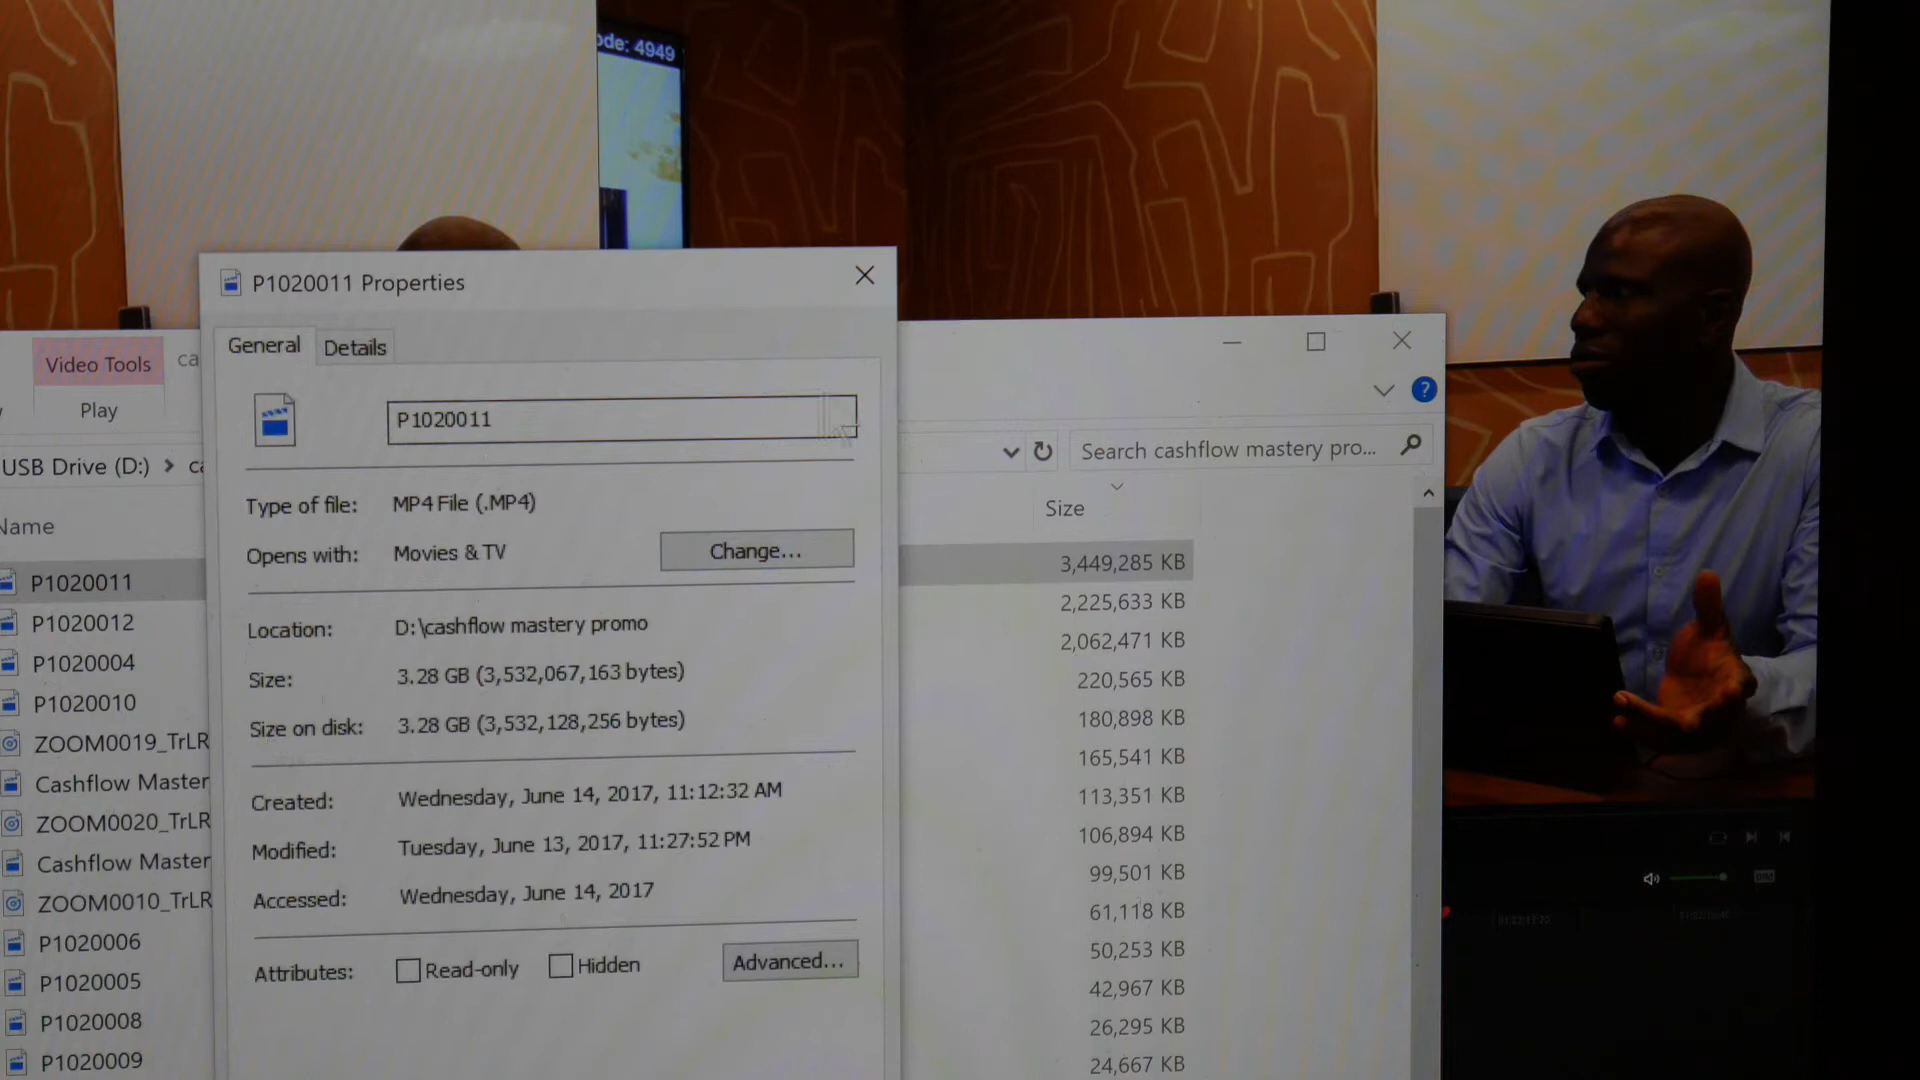 ode: 4949
P1020011 Properties
General
Details
P1020011
Type of file: MP4 File (.MP4)
Opens with: Movies & TV
Change...
Location: D:\cashflow mastery promo
Size: 3.28 GB (3,532,067,163 bytes)
Size on disk: 3.28 GB (3,532,128,256 bytes)
Created: Wednesday, June 14, 2017, 11:12:32 AM
Modified: Tuesday, June 13, 2017, 11:27:52 PM
Accessed: Wednesday, June 14, 2017
Attributes: Read-only Hidden
Advanced...
Video Tools
ca
Play
USB Drive (D:) > ca
Search cashflow mastery pro...
?
Name
Size
P1020011 3,449,285 KB
P1020012 2,225,633 KB
P1020004 2,062,471 KB
P1020010 220,565 KB
ZOOM0019_TrLR 180,898 KB
Cashflow Master 165,541 KB
ZOOM0020_TrLR 113,351 KB
Cashflow Master 106,894 KB
ZOOM0010_TrLR 99,501 KB
P1020006 61,118 KB
P1020005 50,253 KB
P1020008 42,967 KB
P1020009 26,295 KB
24,667 KB